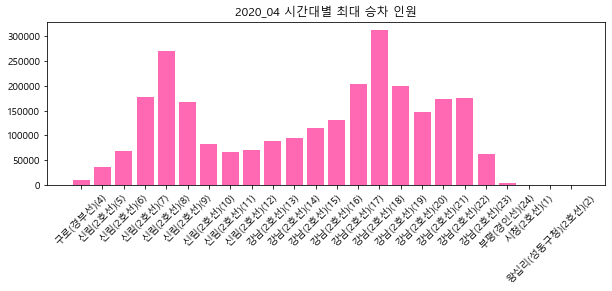 2020_04 시간대별 최대 승차 인원
300000
250000
200000
150000
100000
50000
0
구로(경부선)(4)
신림(2호선)(5)
신림(2호선)(6)
신림(2호선)(7)
신림(2호선)(8)
신림(2호선)(9)
신림(2호선)(10)
신림(2호선)(11)
신림(2호선)(12)
강남(2호선)(13)
강남(2호선)(14)
강남(2호선)(15)
강남(2호선)(16)
강남(2호선)(17)
강남(2호선)(18)
강남(2호선)(19)
강남(2호선)(20)
강남(2호선)(21)
강남(2호선)(22)
강남(2호선)(23)
부평(경인선)(24)
시청(2호선)(1)
왕십리(성동구청)(2호선)(2)